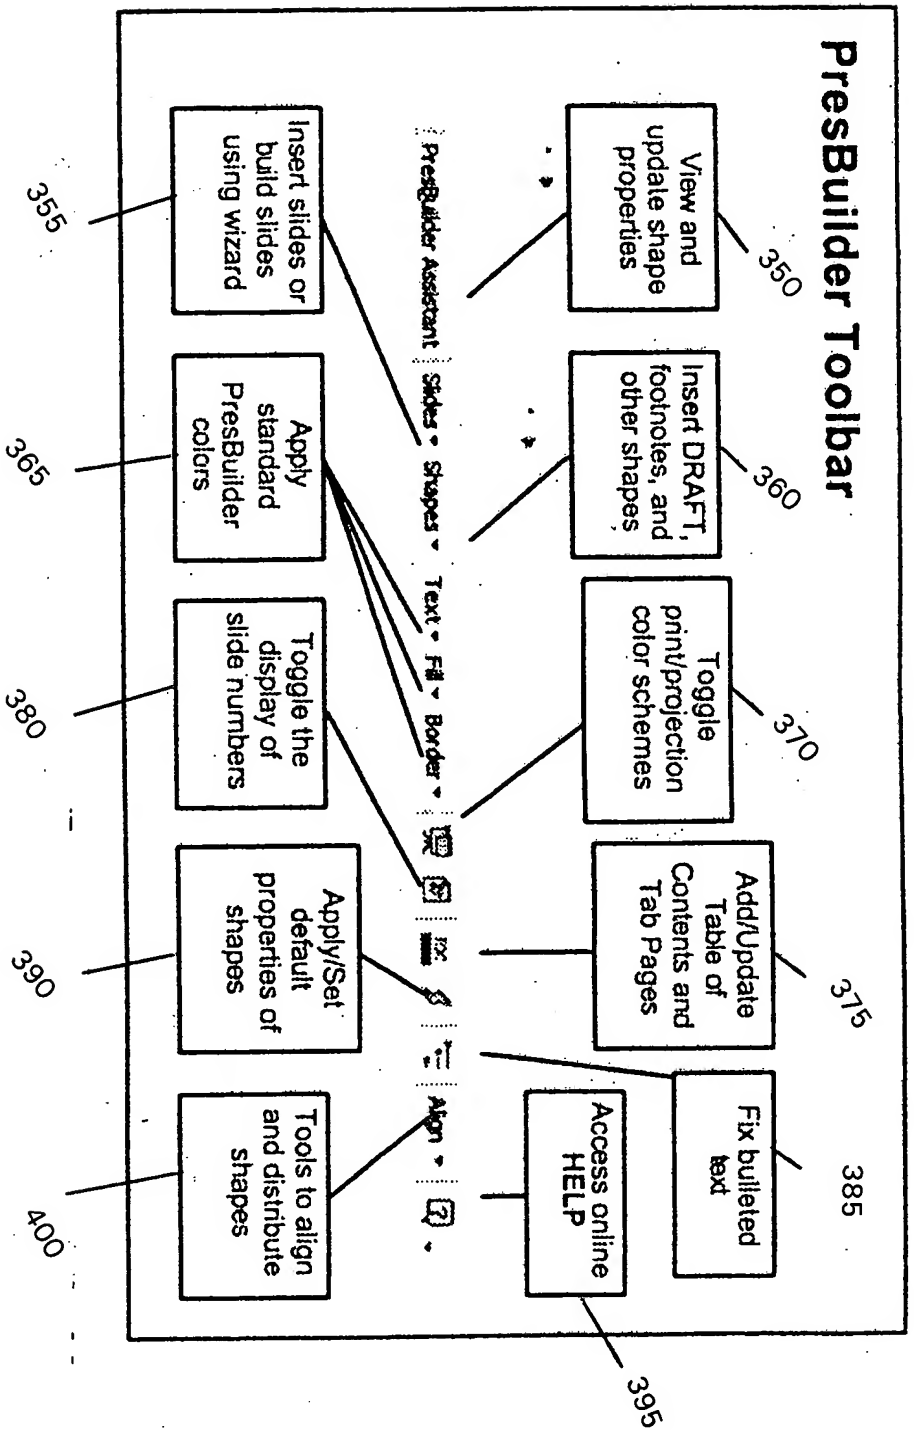 PresBuilder Toolbar
View and
update shape
properties
350
Insert DRAFT,
footnotes, and
other shapes
360
Toggle
print/projection
color schemes
370
Add/Update
Table of
Contents and
Tab Pages
375
Fix bulleted
text
385
Access online
HELP
395
PresBuilder Assistant
Slides Shapes Text Fill Border TOC Align ?
Insert slides or
build slides
using wizard
355
Apply
standard
PresBuilder
colors
365
Toggle the
display of
slide numbers
380
Apply/Set
default
properties of
shapes
390
Tools to align
and distribute
shapes
400